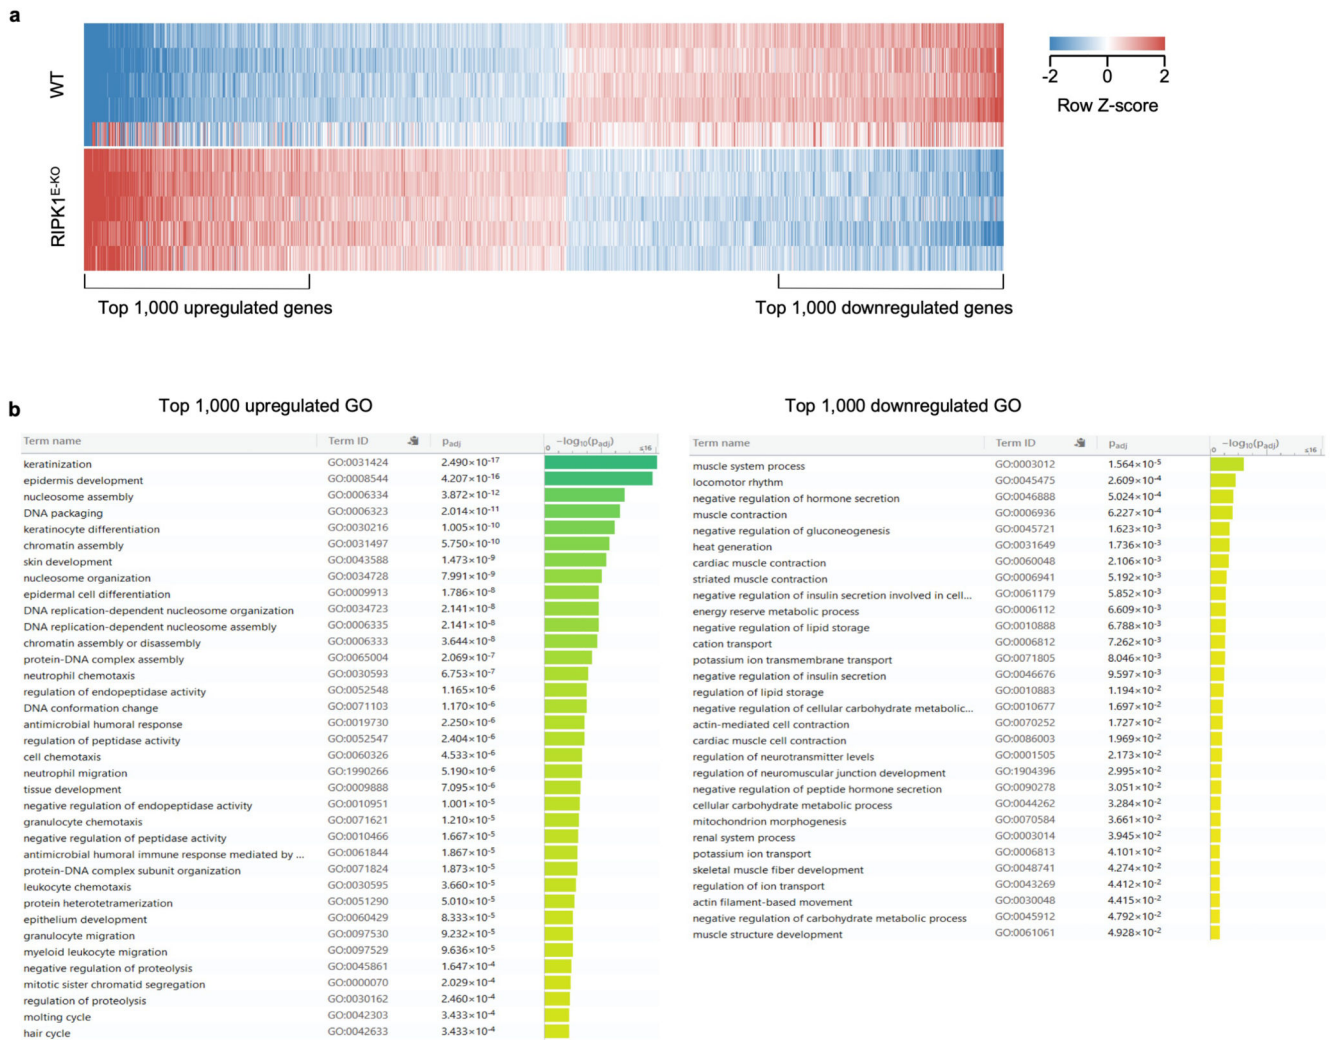 a
WT
RIPK1E-KO
-2 0 2
Row Z-score
Top 1,000 upregulated genes
Top 1,000 downregulated genes
b
Top 1,000 upregulated GO
Term name Term ID padj −log10(padj)
0 ≤16
keratinization GO:0031424 2.490×10-17
epidermis development GO:0008544 4.207×10-16
nucleosome assembly GO:0006334 3.872×10-12
DNA packaging GO:0006323 2.014×10-11
keratinocyte differentiation GO:0030216 1.005×10-10
chromatin assembly GO:0031497 5.750×10-10
skin development GO:0043588 1.473×10-9
nucleosome organization GO:0034728 7.991×10-9
epidermal cell differentiation GO:0009913 1.786×10-8
DNA replication-dependent nucleosome organization GO:0034723 2.141×10-8
DNA replication-dependent nucleosome assembly GO:0006335 2.141×10-8
chromatin assembly or disassembly GO:0006333 3.644×10-8
protein-DNA complex assembly GO:0065004 2.069×10-7
neutrophil chemotaxis GO:0030593 6.753×10-7
regulation of endopeptidase activity GO:0052548 1.165×10-6
DNA conformation change GO:0071103 1.170×10-6
antimicrobial humoral response GO:0019730 2.250×10-6
regulation of peptidase activity GO:0052547 2.404×10-6
cell chemotaxis GO:0060326 4.533×10-6
neutrophil migration GO:1990266 5.190×10-6
tissue development GO:0009888 7.095×10-6
negative regulation of endopeptidase activity GO:0010951 1.001×10-5
granulocyte chemotaxis GO:0071621 1.210×10-5
negative regulation of peptidase activity GO:0010466 1.667×10-5
antimicrobial humoral immune response mediated by ... GO:0061844 1.867×10-5
protein-DNA complex subunit organization GO:0071824 1.873×10-5
leukocyte chemotaxis GO:0030595 3.660×10-5
protein heterotetramerization GO:0051290 5.010×10-5
epithelium development GO:0060429 8.333×10-5
granulocyte migration GO:0097530 9.232×10-5
myeloid leukocyte migration GO:0097529 9.636×10-5
negative regulation of proteolysis GO:0045861 1.647×10-4
mitotic sister chromatid segregation GO:0000070 2.029×10-4
regulation of proteolysis GO:0030162 2.460×10-4
molting cycle GO:0042303 3.433×10-4
hair cycle GO:0042633 3.433×10-4
Top 1,000 downregulated GO
Term name Term ID padj −log10(padj)
0 ≤16
muscle system process GO:0003012 1.564×10-5
locomotor rhythm GO:0045475 2.609×10-4
negative regulation of hormone secretion GO:0046888 5.024×10-4
muscle contraction GO:0006936 6.227×10-4
negative regulation of gluconeogenesis GO:0045721 1.623×10-3
heat generation GO:0031649 1.736×10-3
cardiac muscle contraction GO:0060048 2.106×10-3
striated muscle contraction GO:0006941 5.192×10-3
negative regulation of insulin secretion involved in cell... GO:0061179 5.852×10-3
energy reserve metabolic process GO:0006112 6.609×10-3
negative regulation of lipid storage GO:0010888 6.788×10-3
cation transport GO:0006812 7.262×10-3
potassium ion transmembrane transport GO:0071805 8.046×10-3
negative regulation of insulin secretion GO:0046676 9.597×10-3
regulation of lipid storage GO:0010883 1.194×10-2
negative regulation of cellular carbohydrate metabolic... GO:0010677 1.697×10-2
actin-mediated cell contraction GO:0070252 1.727×10-2
cardiac muscle cell contraction GO:0086003 1.969×10-2
regulation of neurotransmitter levels GO:0001505 2.173×10-2
regulation of neuromuscular junction development GO:1904396 2.995×10-2
negative regulation of peptide hormone secretion GO:0090278 3.051×10-2
cellular carbohydrate metabolic process GO:0044262 3.284×10-2
mitochondrion morphogenesis GO:0070584 3.661×10-2
renal system process GO:0003014 3.945×10-2
potassium ion transport GO:0006813 4.101×10-2
skeletal muscle fiber development GO:0048741 4.274×10-2
regulation of ion transport GO:0043269 4.412×10-2
actin filament-based movement GO:0030048 4.415×10-2
negative regulation of carbohydrate metabolic process GO:0045912 4.792×10-2
muscle structure development GO:0061061 4.928×10-2